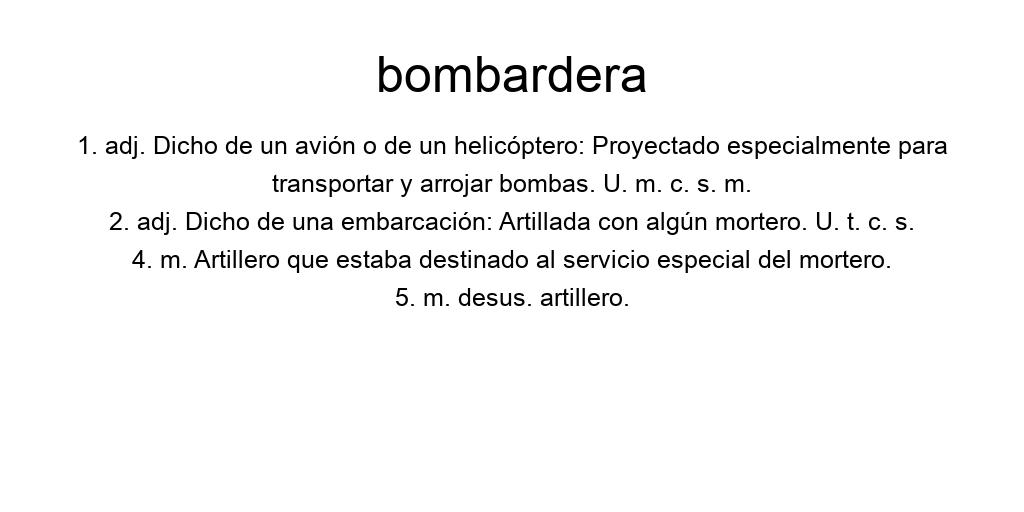 bombardera
1. adj. Dicho de un avión o de un helicóptero: Proyectado especialmente para
transportar y arrojar bombas. U. m. c. s. m.
2. adj. Dicho de una embarcación: Artillada con algún mortero. U. t. c. s.
4. m. Artillero que estaba destinado al servicio especial del mortero.
5. m. desus. artillero.